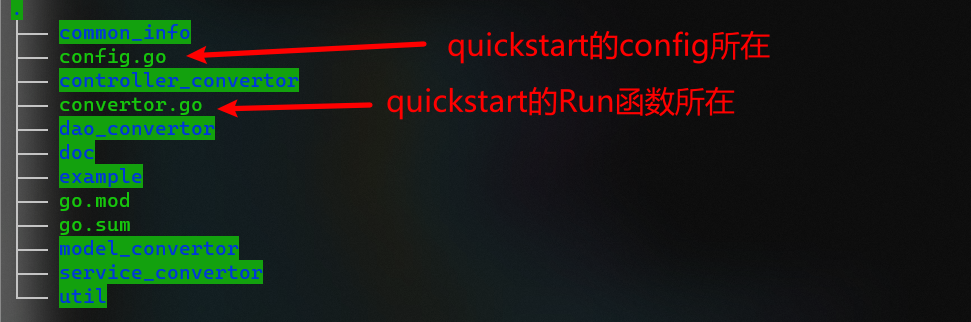 .
common_info
config.go
quickstart的config所在
controller_convertor
convertor.go
quickstart的Run函数所在
dao_convertor
doc
example
go.mod
go.sum
model_convertor
service_convertor
util